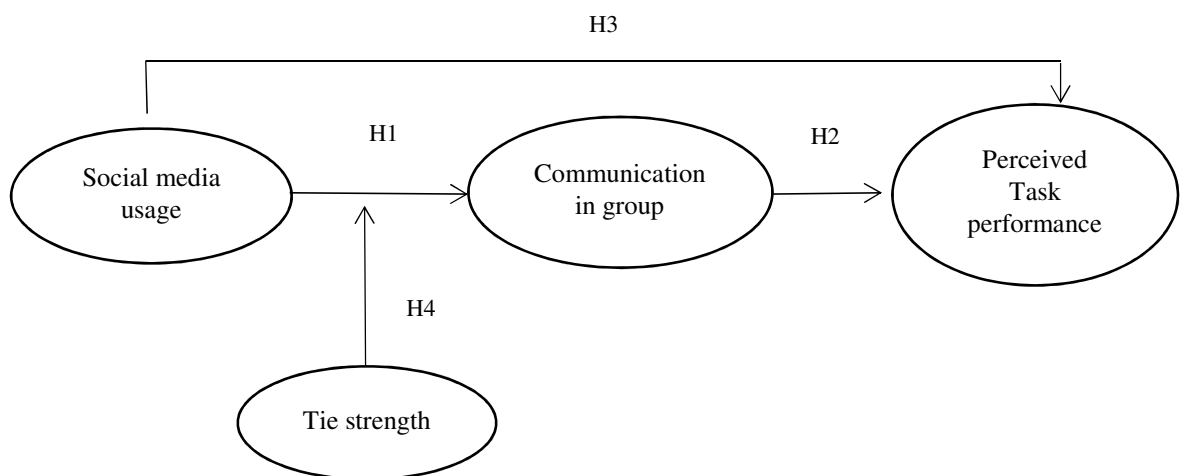 H3
H1
H2
Social media
usage
Communication
in group
Perceived
Task
performance
H4
Tie strength